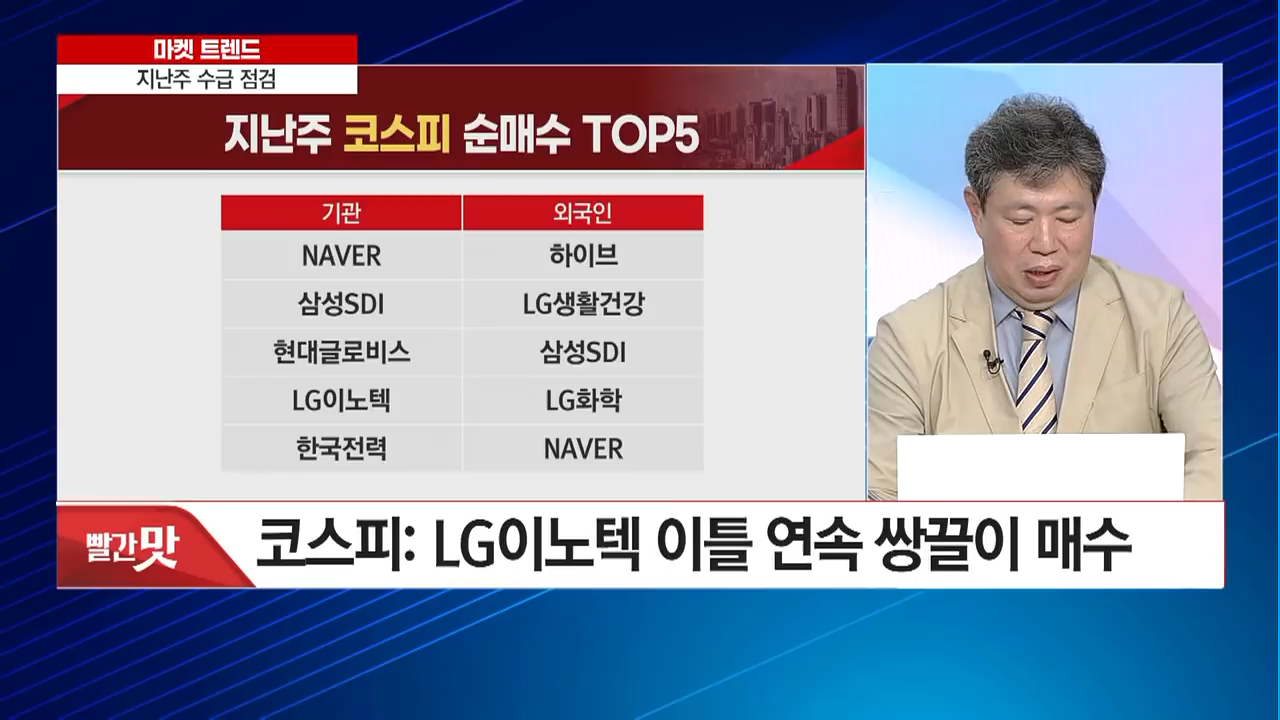 마켓 트렌드
지난주 수급 점검
지난주 코스피 순매수 TOP5
기관 외국인
NAVER 하이브
삼성SDI LG생활건강
현대글로비스 삼성SDI
LG이노텍 LG화학
한국전력 NAVER
빨간맛 코스피: LG이노텍 이틀 연속 쌍끌이 매수